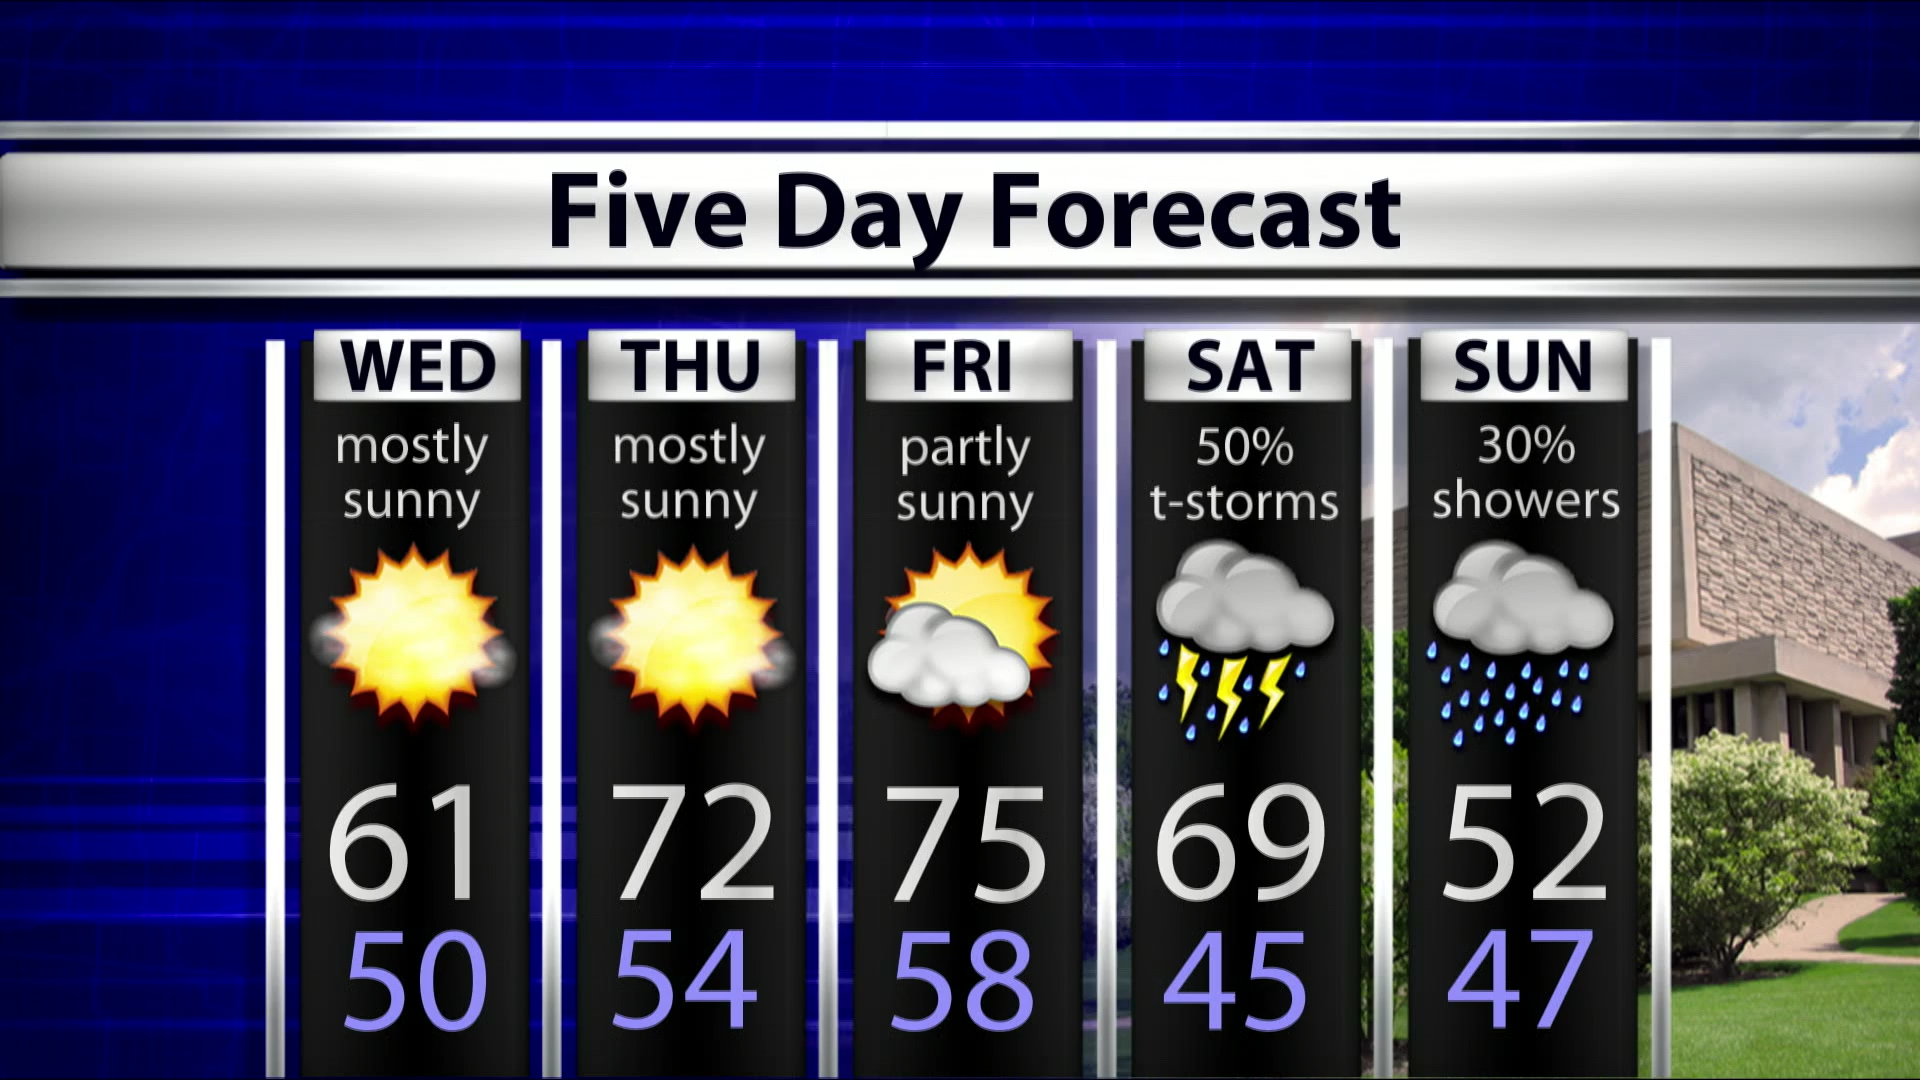 Five Day Forecast
WED
mostly
sunny
61
50
THU
mostly
sunny
72
54
FRI
partly
sunny
75
58
SAT
50%
t-storms
69
45
SUN
30%
showers
52
47